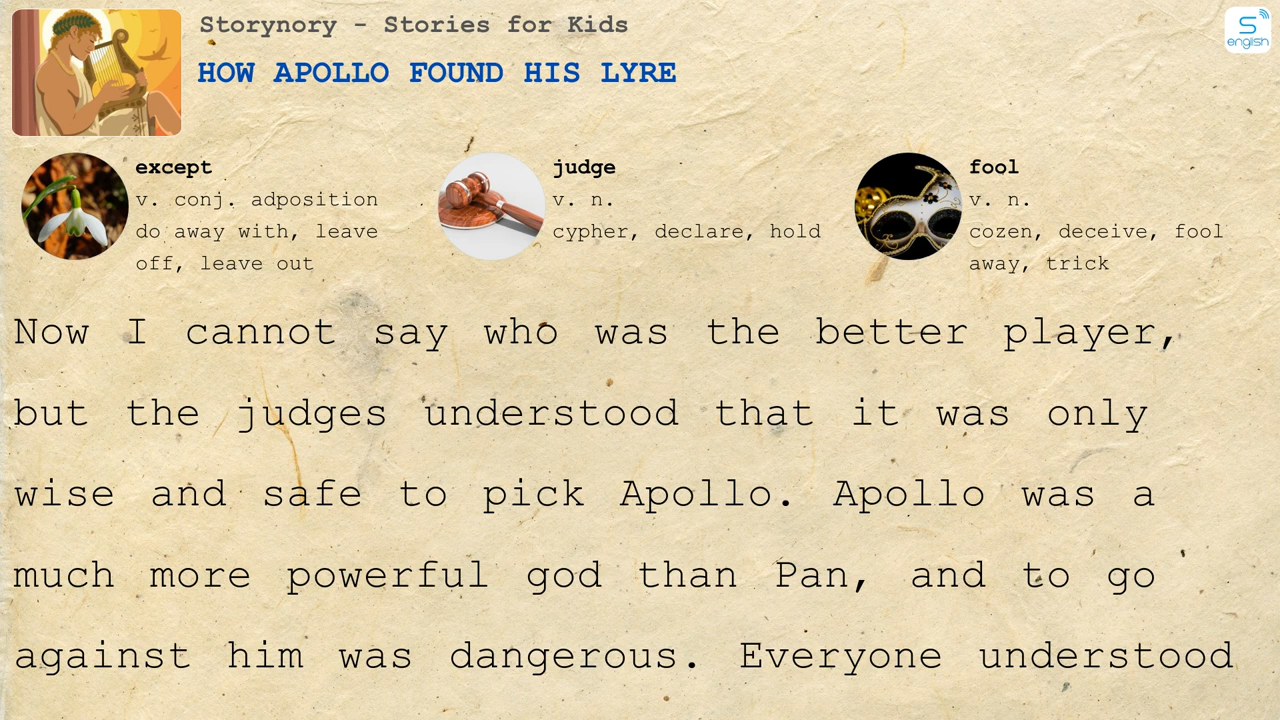 Storynory - Stories for Kids
HOW APOLLO FOUND HIS LYRE
S
english
except
v. conj. adposition
do away with, leave
off, leave out
judge
v. n.
cypher, declare, hold
fool
v. n.
cozen, deceive, fool
away, trick
Now I cannot say who was the better player,
but the judges understood that it was only
wise and safe to pick Apollo. Apollo was a
much more powerful god than Pan, and to go
against him was dangerous. Everyone understood